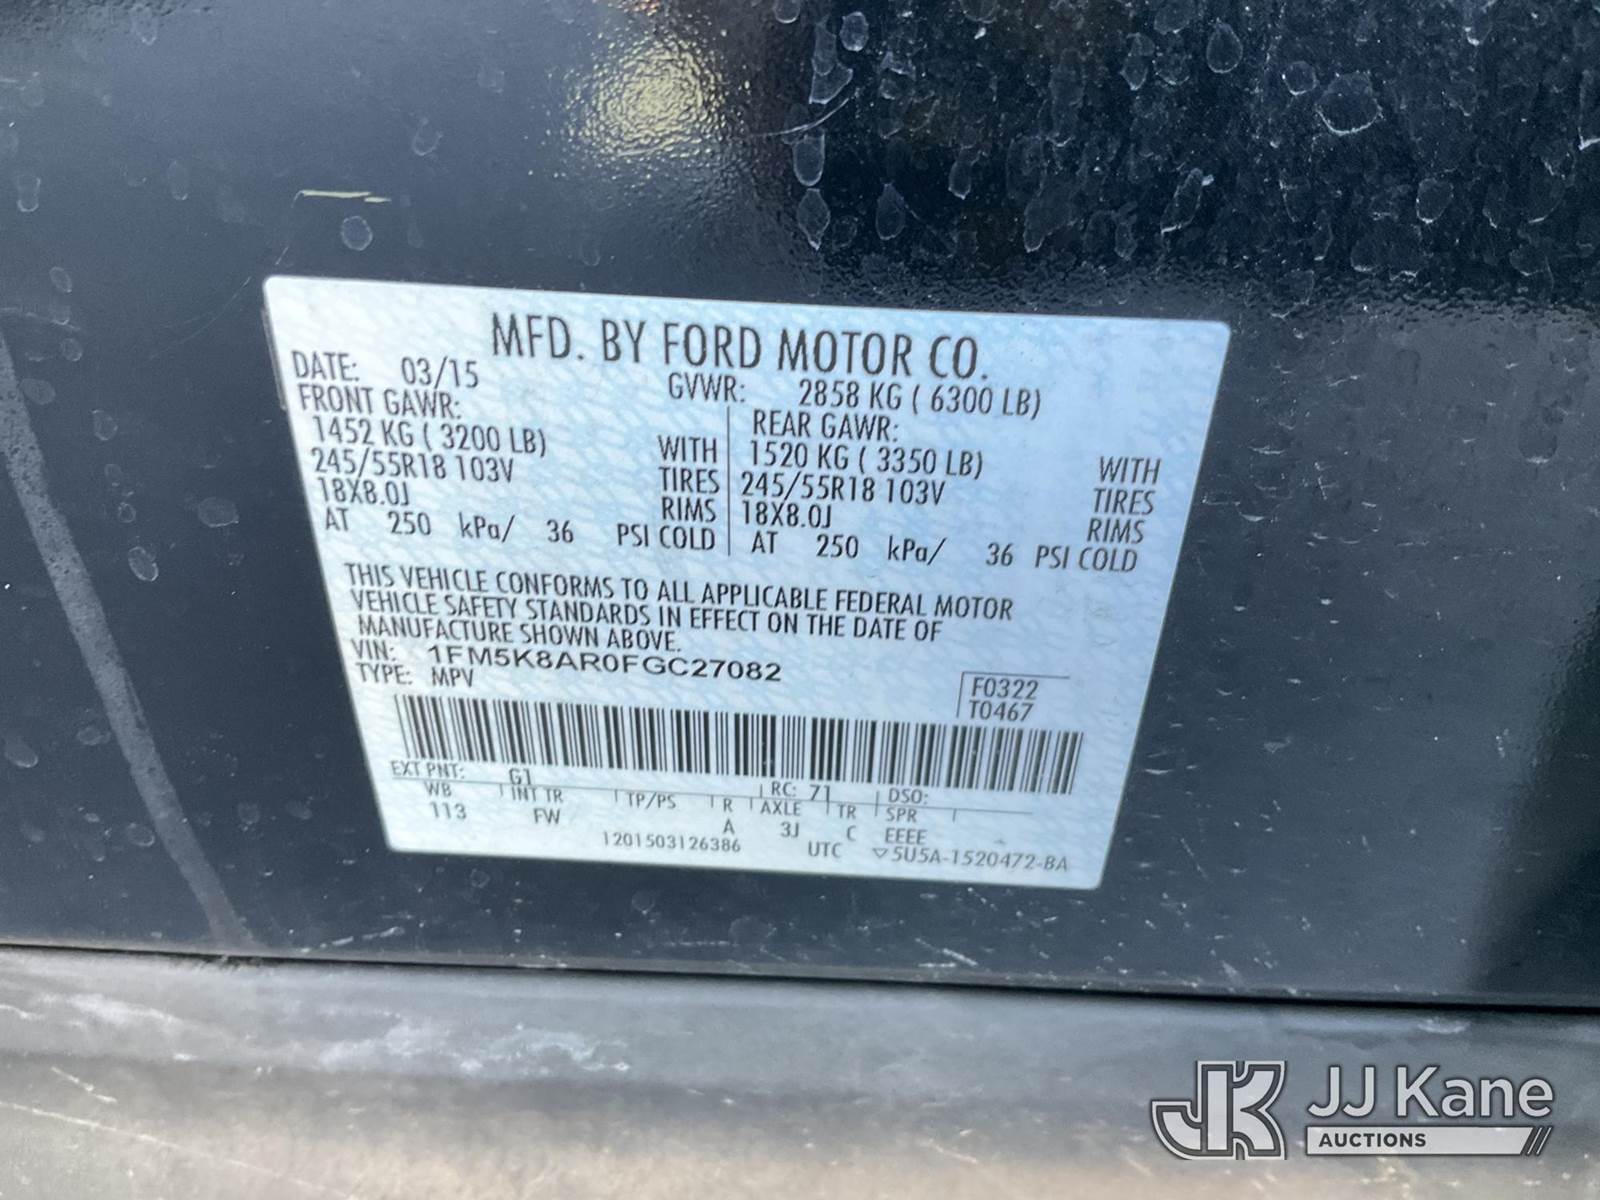 MFD. BY FORD MOTOR CO.
DATE: 03/15 GVWR: 2858 KG ( 6300 LB)
FRONT GAWR: REAR GAWR:
1452 KG ( 3200 LB) WITH 1520 KG ( 3350 LB) WITH
245/55R18 103V TIRES 245/55R18 103V TIRES
18X8.0J RIMS 18X8.0J RIMS
AT 250 kPa/ 36 PSI COLD AT 250 kPa/ 36 PSI COLD
THIS VEHICLE CONFORMS TO ALL APPLICABLE FEDERAL MOTOR
VEHICLE SAFETY STANDARDS IN EFFECT ON THE DATE OF
MANUFACTURE SHOWN ABOVE.
VIN: 1FM5K8AR0FGC27082
TYPE: MPV
F0322
T0467
EXT PNT: G1 RC: 71 DSO:
WB INT TR TP/PS R AXLE TR SPR
113 FW A 3J C EEEE
1201503126386 UTC ▽5U5A-1520472-BA
JK JJ Kane
AUCTIONS